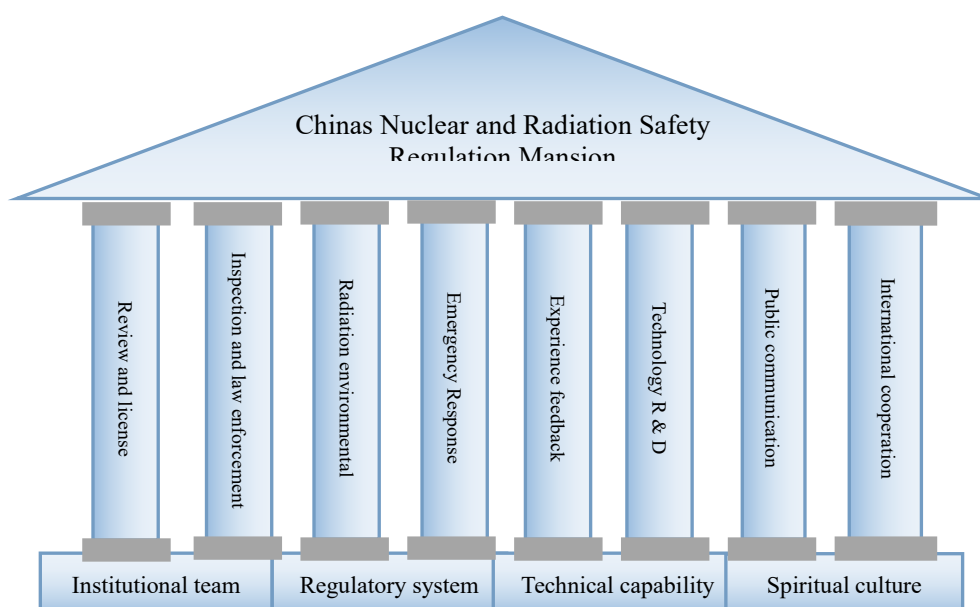 Chinas Nuclear and Radiation Safety
Regulation Mansion
Review and license
Inspection and law enforcement
Radiation environmental
Emergency Response
Experience feedback
Technology R & D
Public communication
International cooperation
Institutional team
Regulatory system
Technical capability
Spiritual culture